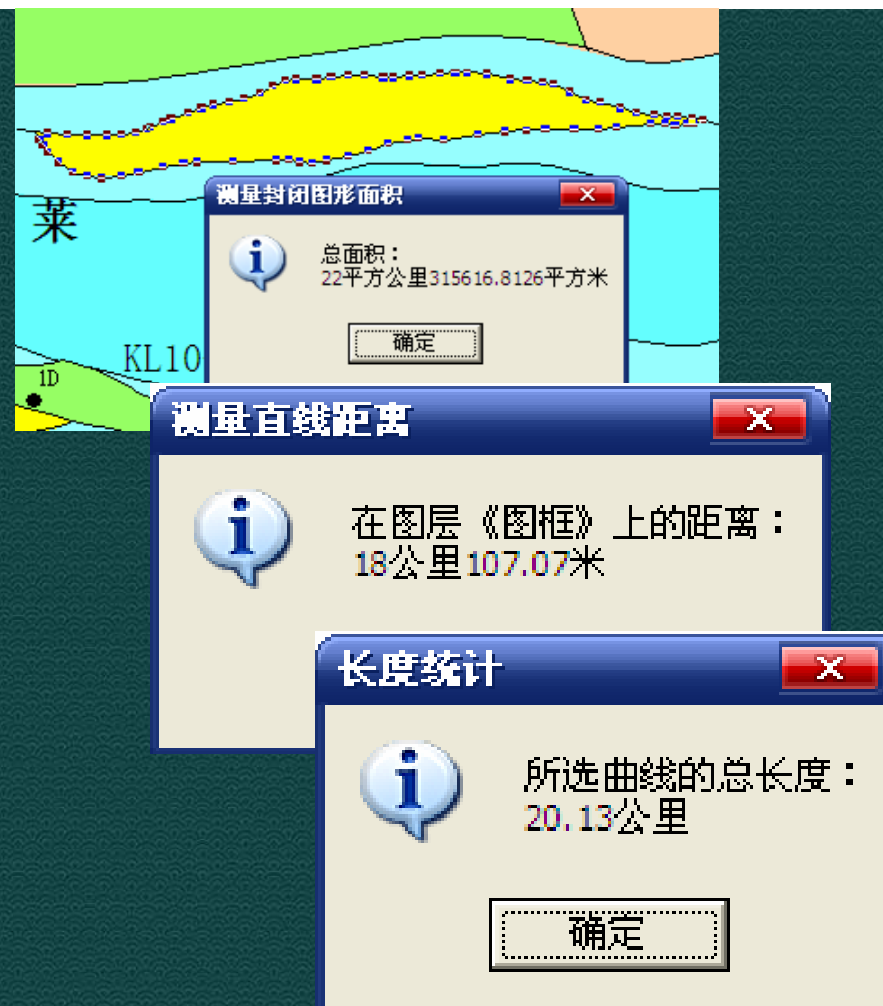 测量封闭图形面积
总面积：
22平方公里315616.8126平方米
确定
莱
KL10
1D
测量直线距离
在图层《图框》上的距离：
18公里107.07米
长度统计
所选曲线的总长度：
20.13公里
确定